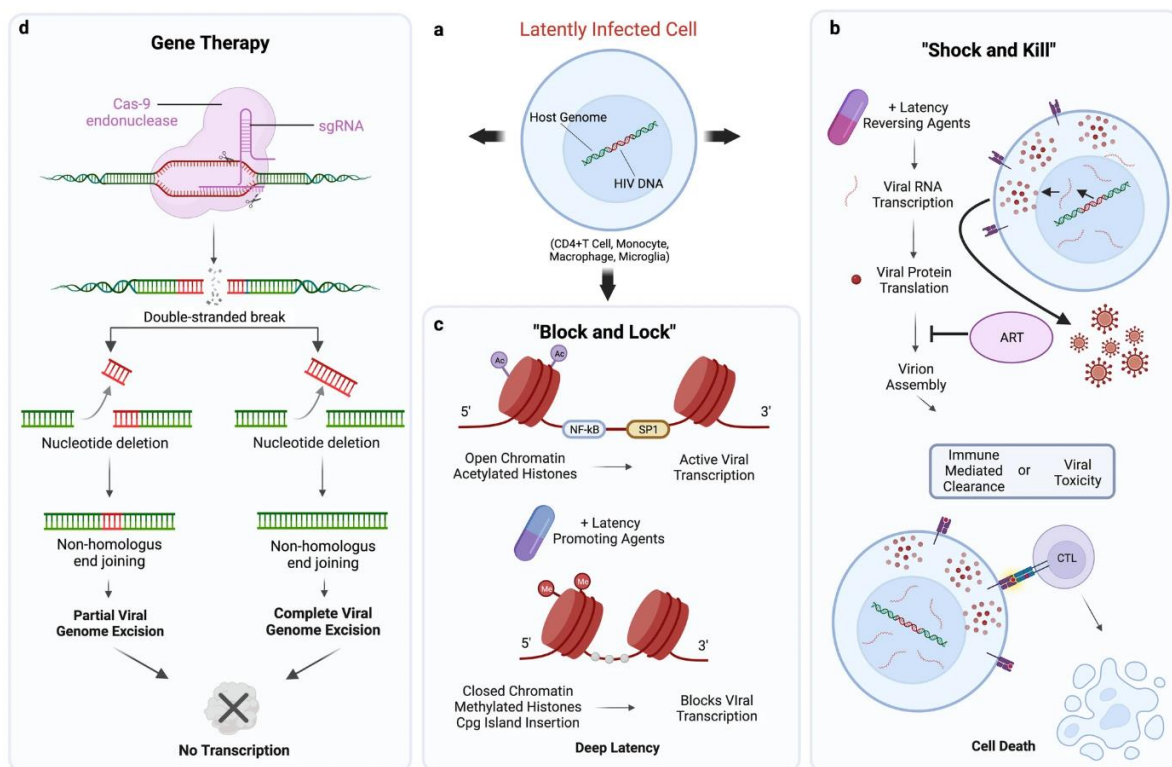 a
Latently Infected Cell
Host Genome
HIV DNA
(CD4+T Cell, Monocyte,
Macrophage, Microglia)
b
"Shock and Kill"
+ Latency
Reversing Agents
Viral RNA
Transcription
Viral Protein
Translation
ART
Virion
Assembly
Immune
Mediated
Clearance
or
Viral
Toxicity
CTL
Cell Death
c
"Block and Lock"
Ac
Ac
5'
3'
NF-kB
SP1
Open Chromatin
Acetylated Histones
Active Viral
Transcription
+ Latency
Promoting Agents
Me
Me
5'
3'
Closed Chromatin
Methylated Histones
Cpg Island Insertion
Blocks VIral
Transcription
Deep Latency
d
Gene Therapy
Cas-9
endonuclease
sgRNA
Double-stranded break
Nucleotide deletion
Nucleotide deletion
Non-homologus
end joining
Non-homologus
end joining
Partial Viral
Genome Excision
Complete Viral
Genome Excision
No Transcription